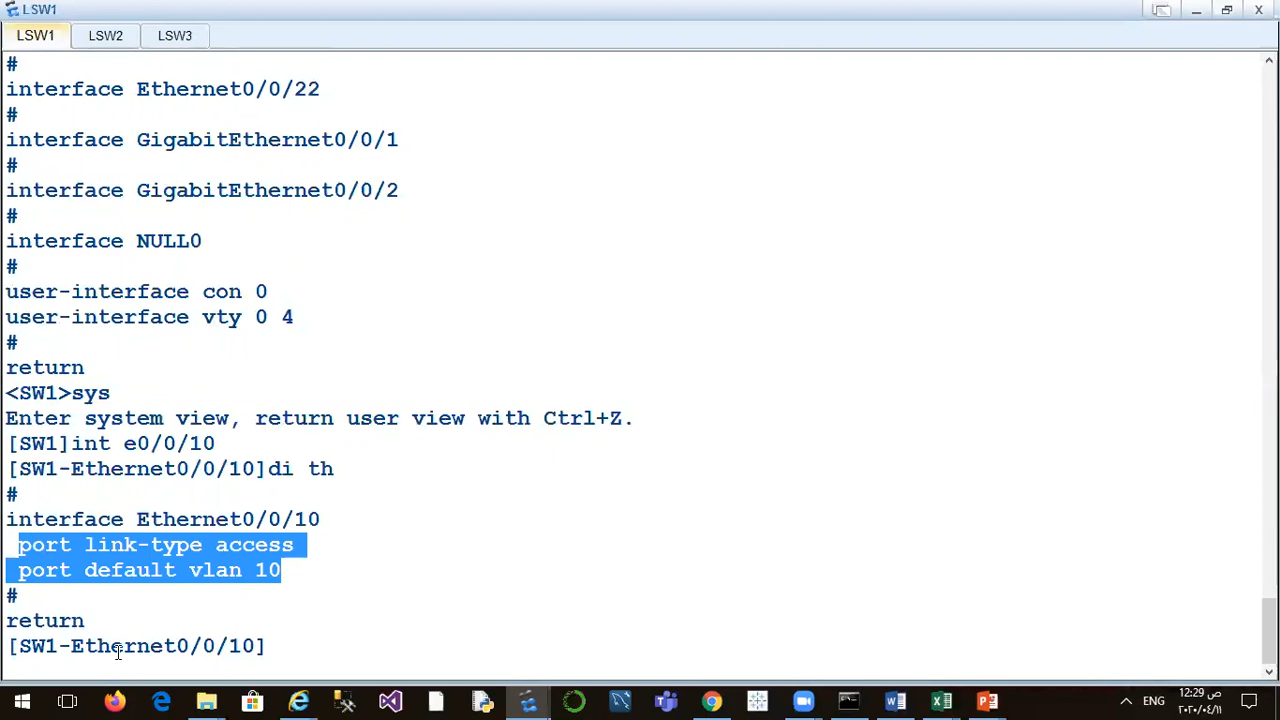 LSW1
LSW1 LSW2 LSW3
#
interface Ethernet0/0/22
#
interface GigabitEthernet0/0/1
#
interface GigabitEthernet0/0/2
#
interface NULL0
#
user-interface con 0
user-interface vty 0 4
#
return
<SW1>sys
Enter system view, return user view with Ctrl+Z.
[SW1]int e0/0/10
[SW1-Ethernet0/0/10]di th
#
interface Ethernet0/0/10
port link-type access
port default vlan 10
#
return
[SW1-Ethernet0/0/10]
ENG
12:29 ص
٢٠٢٠/٠٤/١١